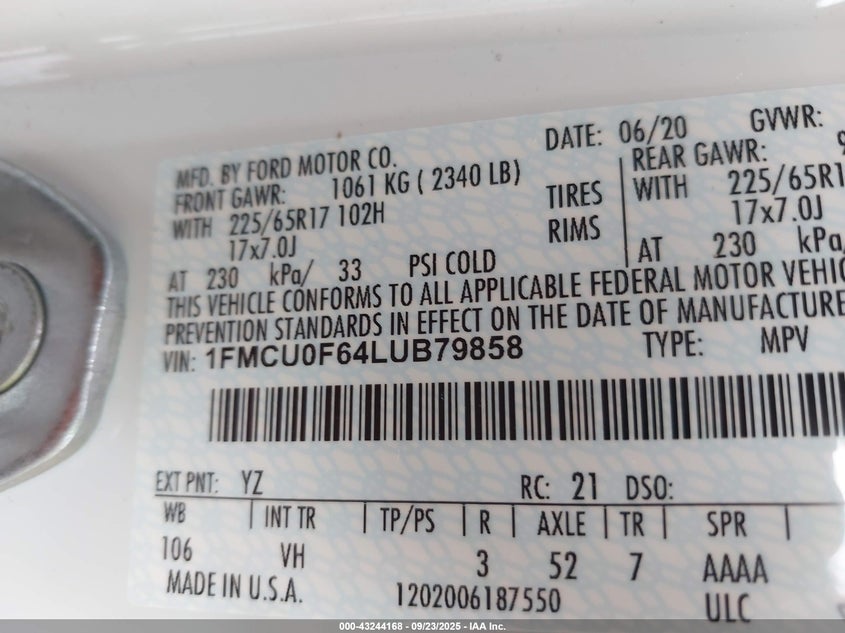 DATE: 06/20 GVWR:
MFD. BY FORD MOTOR CO.
FRONT GAWR: 1061 KG ( 2340 LB) REAR GAWR:
WITH 225/65R17 102H TIRES WITH 225/65R17
17x7.0J RIMS 17x7.0J
AT 230 kPa/ 33 PSI COLD AT 230 kPa/
THIS VEHICLE CONFORMS TO ALL APPLICABLE FEDERAL MOTOR VEHIC
PREVENTION STANDARDS IN EFFECT ON THE DATE OF MANUFACTURE
VIN: 1FMCU0F64LUB79858 TYPE: MPV
EXT PNT: YZ RC: 21 DSO:
WB | INT TR | TP/PS | R | AXLE | TR | SPR |
106 VH 3 52 7 AAAA
MADE IN U.S.A. 1202006187550 ULC
000-43244168 - 09/23/2025 - IAA Inc.